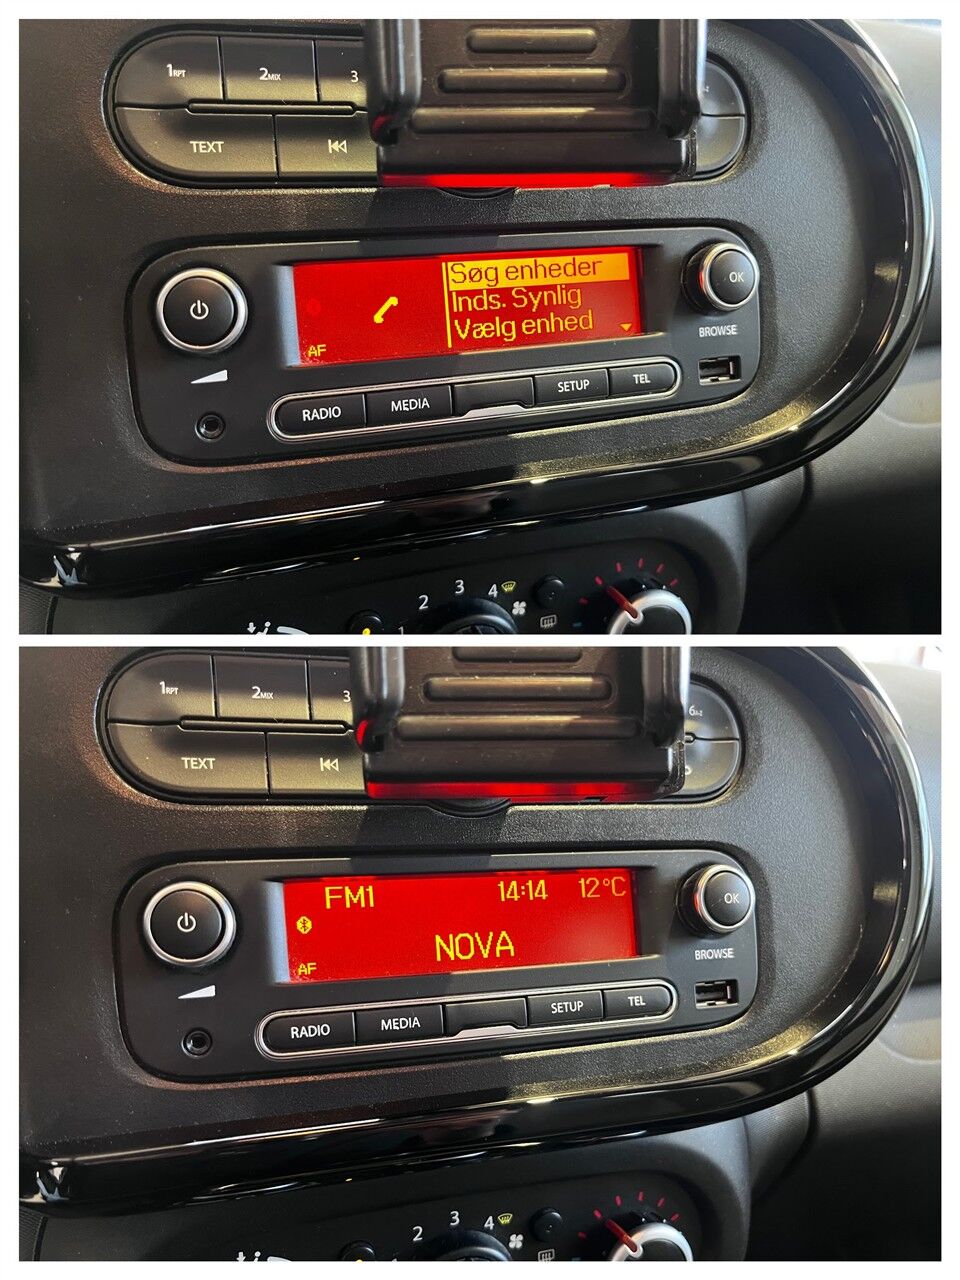 1RPT 2MIX 3
TEXT
Søg enheder
Inds. Synlig
Vælg enhed
AF
OK
BROWSE
RADIO MEDIA SETUP TEL
1 2 3 4
1RPT 2MIX 3 6A-Z
TEXT
FM1 14:14 12°C
NOVA
AF
OK
BROWSE
RADIO MEDIA SETUP TEL
2 3 4